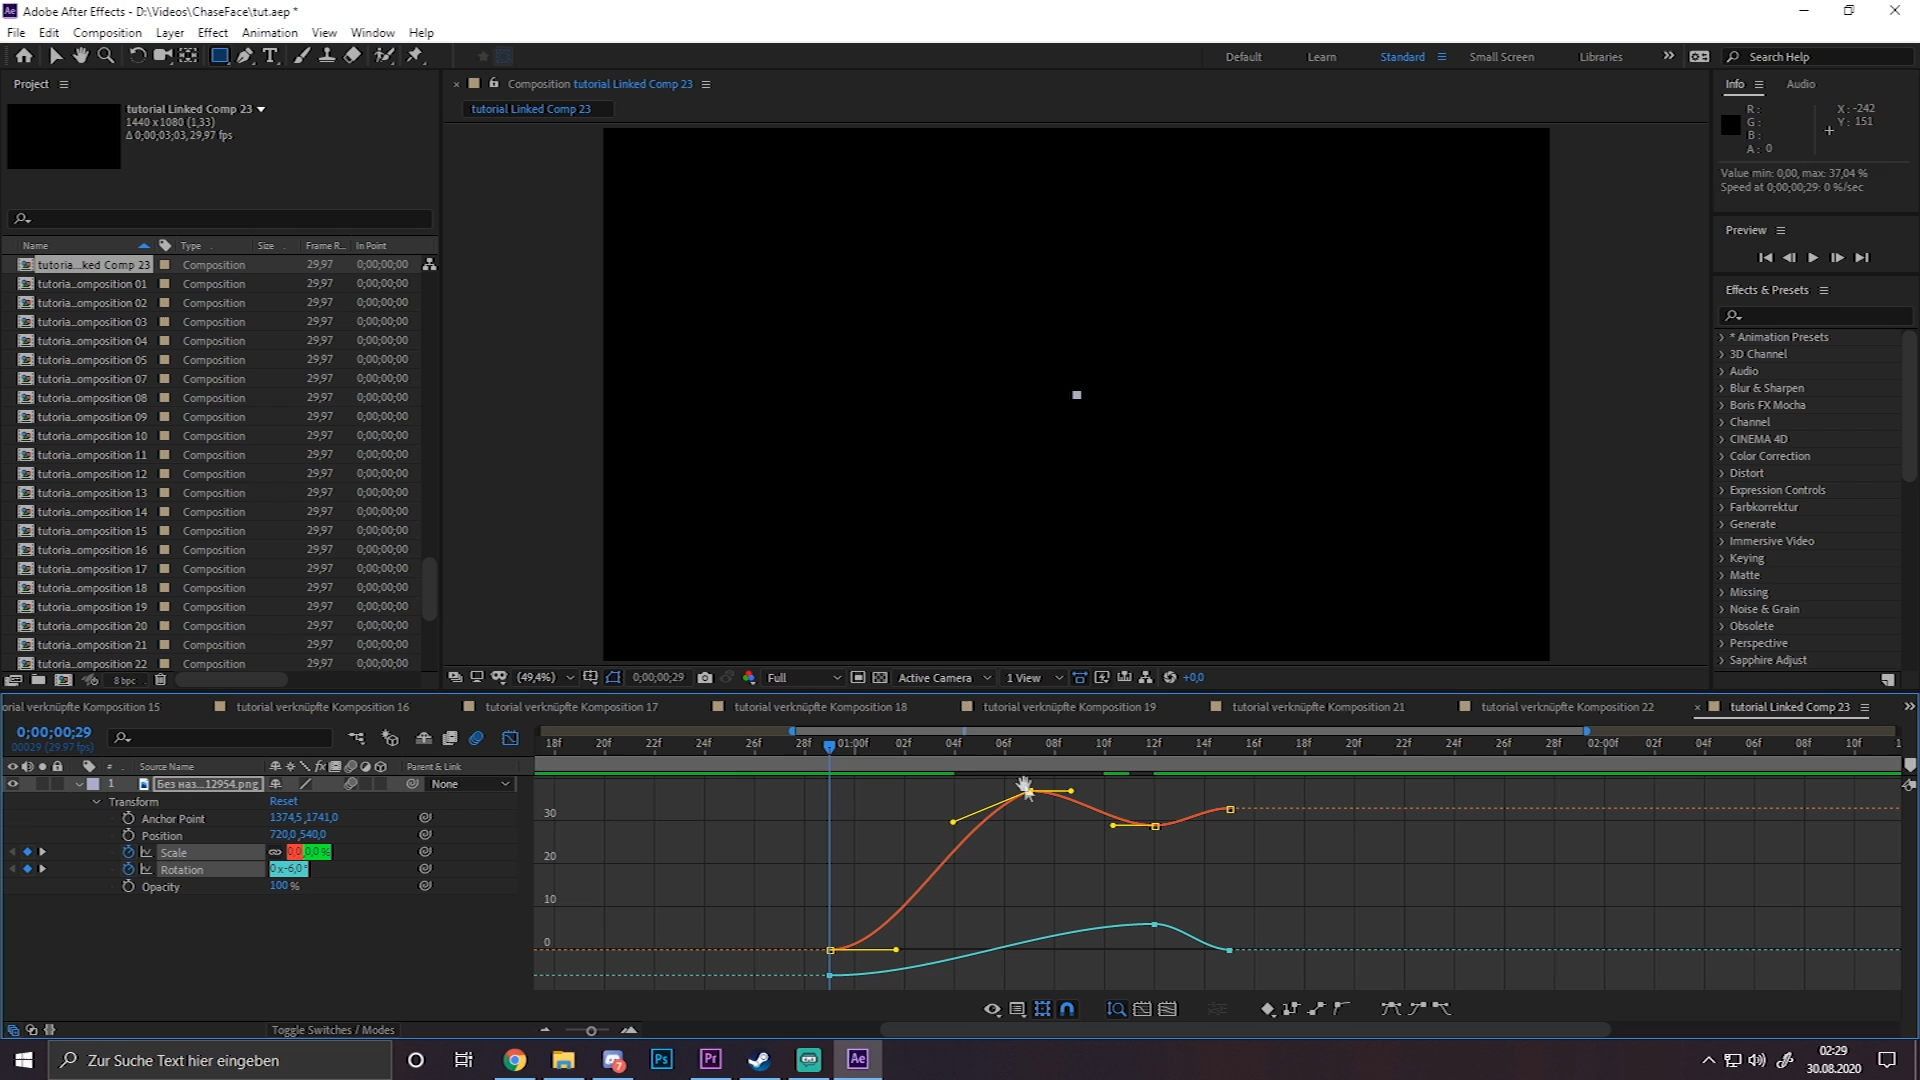 Adobe After Effects - D:\Videos\ChaseFace\tut.aep *
File Edit Composition Layer Effect Animation View Window Help
Default Learn Standard Small Screen Libraries Search Help
Project
tutorial Linked Comp 23
1440 x 1080 (1,33)
Δ 0;00;03;03, 29,97 fps
Composition tutorial Linked Comp 23
tutorial Linked Comp 23
Info Audio
R:
G:
B:
A: 0
X: -242
Y: 151
Value min: 0,00, max: 37,04 %
Speed at 0;00;00;29: 0 %/sec
Preview
Effects & Presets
* Animation Presets
3D Channel
Audio
Blur & Sharpen
Boris FX Mocha
Channel
CINEMA 4D
Color Correction
Distort
Expression Controls
Farbkorrektur
Generate
Immersive Video
Keying
Matte
Missing
Noise & Grain
Obsolete
Perspective
Sapphire Adjust
Name Type Size Frame R... In Point
tutoria...ked Comp 23 Composition 29,97 0;00;00;00
tutoria...omposition 01 Composition 29,97 0;00;00;00
tutoria...omposition 02 Composition 29,97 0;00;00;00
tutoria...omposition 03 Composition 29,97 0;00;00;00
tutoria...omposition 04 Composition 29,97 0;00;00;00
tutoria...omposition 05 Composition 29,97 0;00;00;00
tutoria...omposition 07 Composition 29,97 0;00;00;00
tutoria...omposition 08 Composition 29,97 0;00;00;00
tutoria...omposition 09 Composition 29,97 0;00;00;00
tutoria...omposition 10 Composition 29,97 0;00;00;00
tutoria...omposition 11 Composition 29,97 0;00;00;00
tutoria...omposition 12 Composition 29,97 0;00;00;00
tutoria...omposition 13 Composition 29,97 0;00;00;00
tutoria...omposition 14 Composition 29,97 0;00;00;00
tutoria...omposition 15 Composition 29,97 0;00;00;00
tutoria...omposition 16 Composition 29,97 0;00;00;00
tutoria...omposition 17 Composition 29,97 0;00;00;00
tutoria...omposition 18 Composition 29,97 0;00;00;00
tutoria...omposition 19 Composition 29,97 0;00;00;00
tutoria...omposition 20 Composition 29,97 0;00;00;00
tutoria...omposition 21 Composition 29,97 0;00;00;00
tutoria...omposition 22 Composition 29,97 0;00;00;00
8 bpc
(49,4%) 0;00;00;29 Full Active Camera 1 View +0,0
orial verknüpfte Komposition 15 tutorial verknüpfte Komposition 16 tutorial verknüpfte Komposition 17 tutorial verknüpfte Komposition 18 tutorial verknüpfte Komposition 19 tutorial verknüpfte Komposition 21 tutorial verknüpfte Komposition 22 tutorial Linked Comp 23
0;00;00;29
00029 (29.97 fps)
18f 20f 22f 24f 26f 28f 01:00f 02f 04f 06f 08f 10f 12f 14f 16f 18f 20f 22f 24f 26f 28f 02:00f 02f 04f 06f 08f 10f 1
# Source Name fx Parent & Link
1 Без наз...12954.png None
Transform Reset
Anchor Point 1374,5,1741,0
Position 720,0,540,0
Scale 0,0,0,0 %
Rotation 0x-6,0°
Opacity 100 %
30
20
10
0
Toggle Switches / Modes
Zur Suche Text hier eingeben
7
Ps
Pr
Ae
02:29
30.08.2020